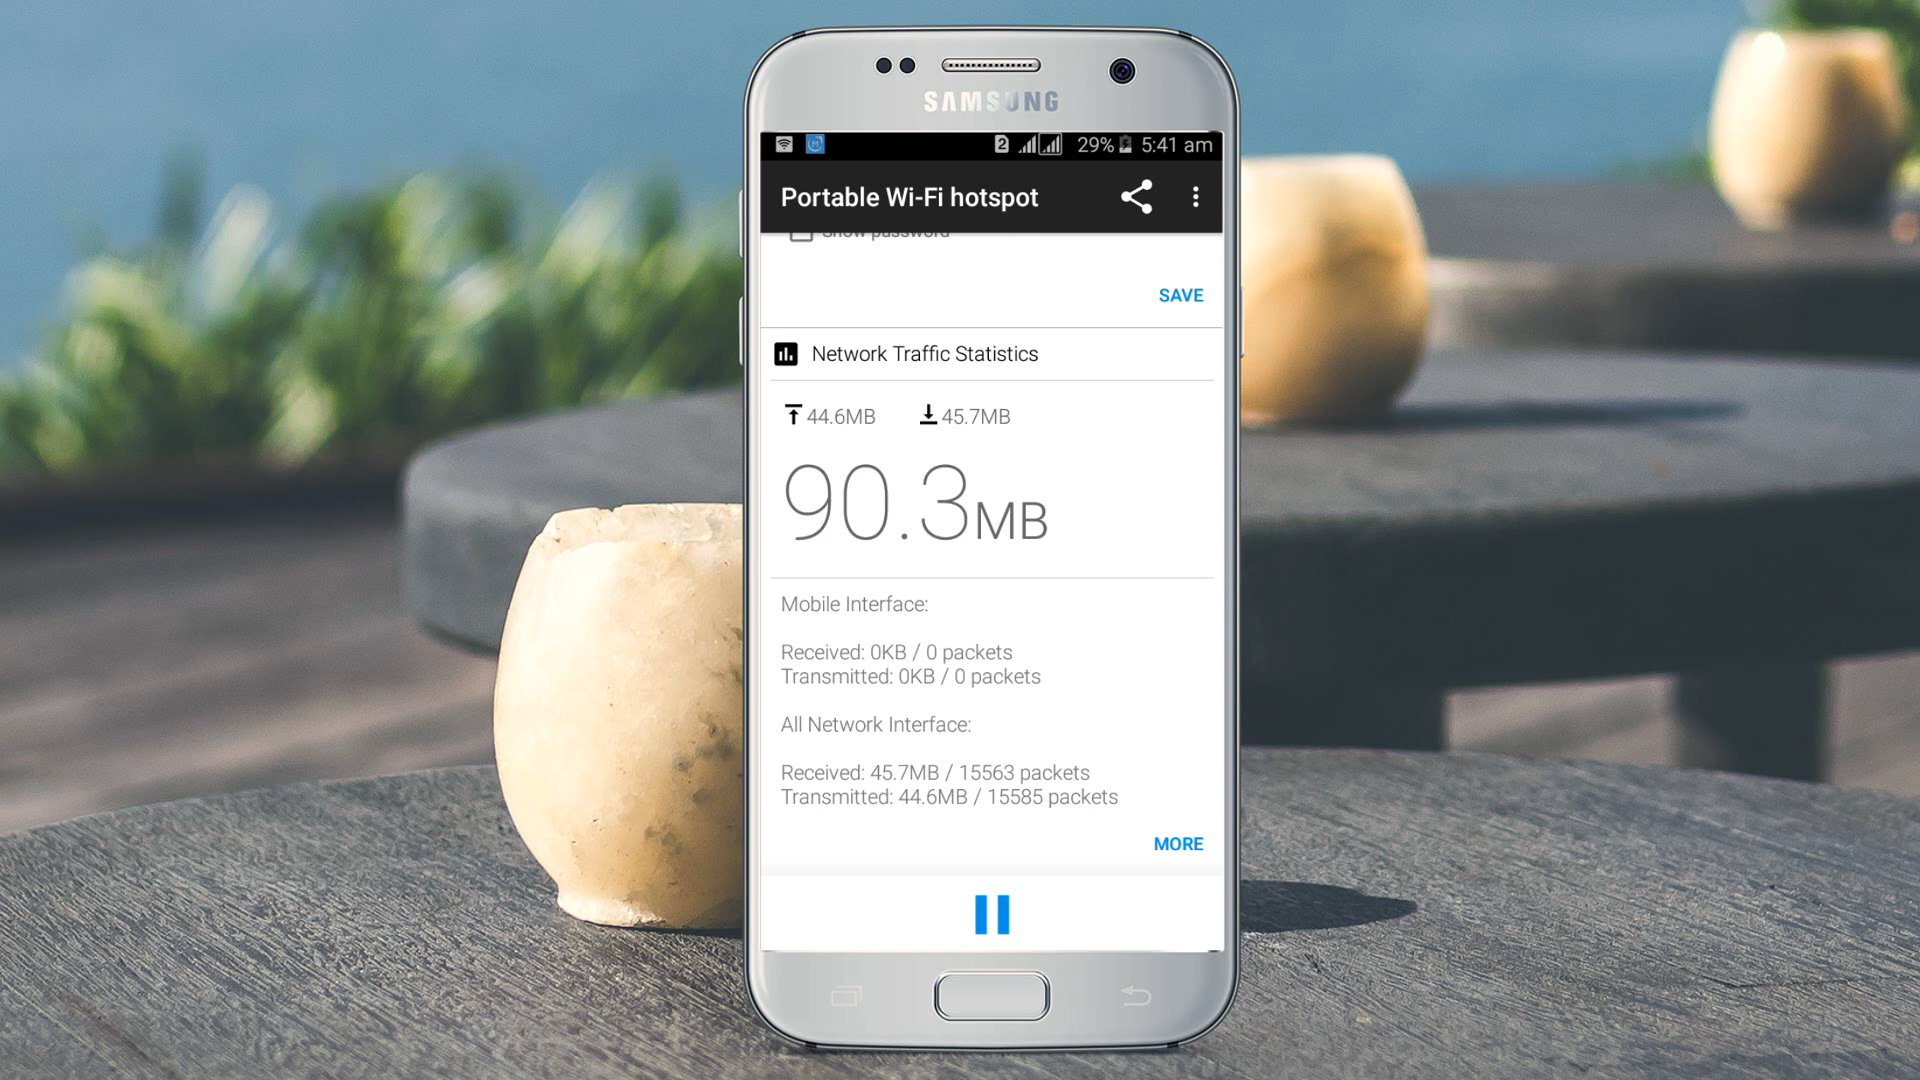 SAMSUNG
2 29% 5:41 am
Portable Wi-Fi hotspot
Show password
SAVE
Network Traffic Statistics
44.6MB 45.7MB
90.3MB
Mobile Interface:
Received: 0KB / 0 packets
Transmitted: 0KB / 0 packets
All Network Interface:
Received: 45.7MB / 15563 packets
Transmitted: 44.6MB / 15585 packets
MORE